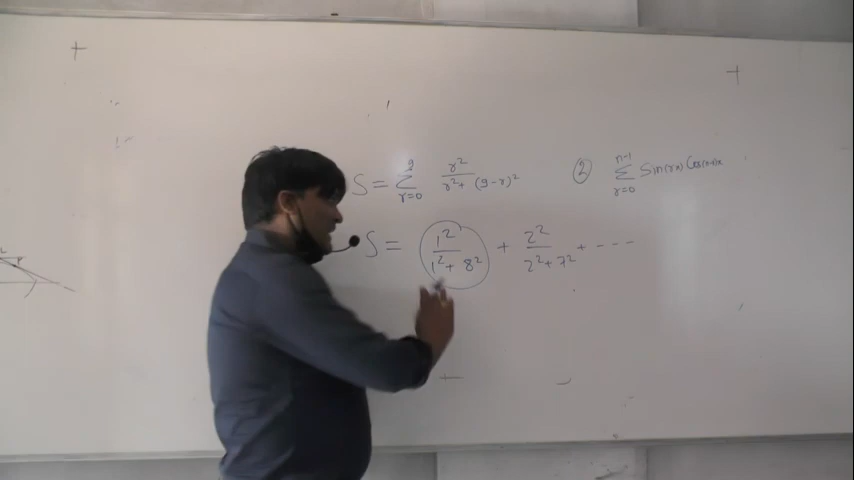 S = Σ_{r=0}^{9} r²/(r² + (9-r)²)
② Σ_{r=0}^{n-1} Sin(rx) Cos(n-r)x
S = 1²/(1² + 8²) + 2²/(2² + 7²) + - - -